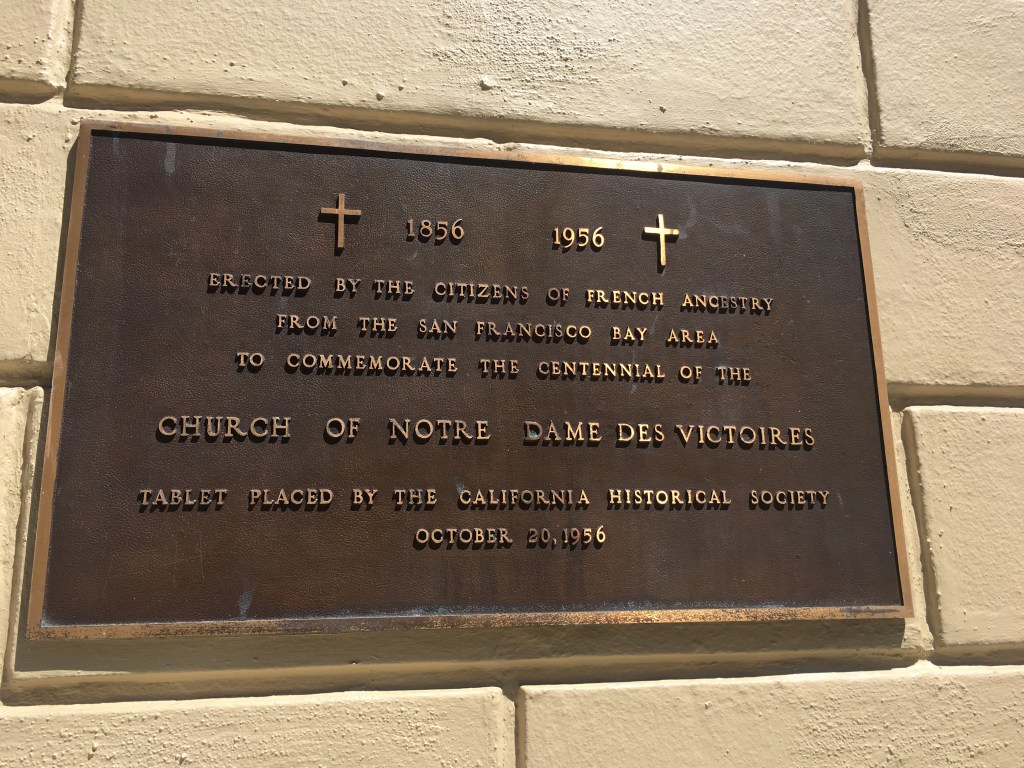 1856 1956
ERECTED BY THE CITIZENS OF FRENCH ANCESTRY
FROM THE SAN FRANCISCO BAY AREA
TO COMMEMORATE THE CENTENNIAL OF THE
CHURCH OF NOTRE DAME DES VICTOIRES
TABLET PLACED BY THE CALIFORNIA HISTORICAL SOCIETY
OCTOBER 20, 1956